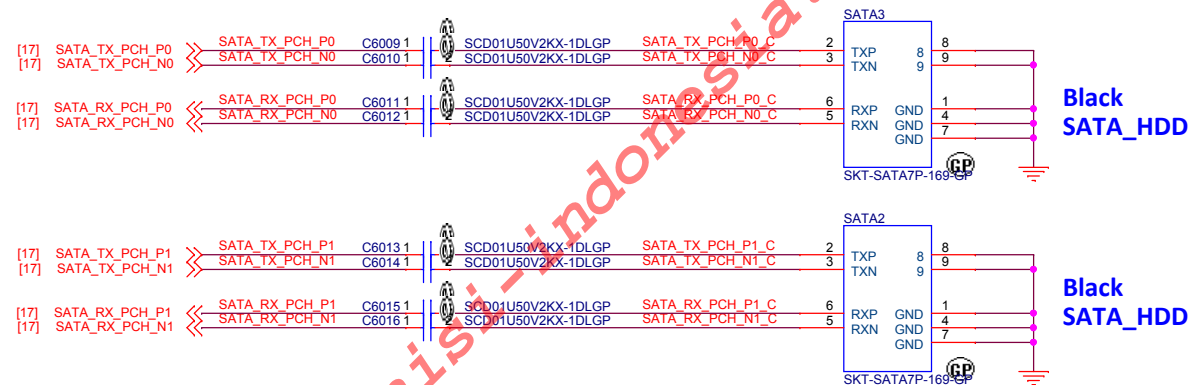 SATA3
[17] SATA_TX_PCH_P0 SATA_TX_PCH_P0 C6009 1 2 SCD01U50V2KX-1DLGP SATA_TX_PCH_P0_C 2 TXP 8 8
[17] SATA_TX_PCH_N0 SATA_TX_PCH_N0 C6010 1 2 SCD01U50V2KX-1DLGP SATA_TX_PCH_N0_C 3 TXN 9 9
[17] SATA_RX_PCH_P0 SATA_RX_PCH_P0 C6011 1 2 SCD01U50V2KX-1DLGP SATA_RX_PCH_P0_C 6 RXP GND 1
[17] SATA_RX_PCH_N0 SATA_RX_PCH_N0 C6012 1 2 SCD01U50V2KX-1DLGP SATA_RX_PCH_N0_C 5 RXN GND 4
GND 7
Black
SATA_HDD
GP
SKT-SATA7P-169-GP
SATA2
[17] SATA_TX_PCH_P1 SATA_TX_PCH_P1 C6013 1 2 SCD01U50V2KX-1DLGP SATA_TX_PCH_P1_C 2 TXP 8 8
[17] SATA_TX_PCH_N1 SATA_TX_PCH_N1 C6014 1 2 SCD01U50V2KX-1DLGP SATA_TX_PCH_N1_C 3 TXN 9 9
[17] SATA_RX_PCH_P1 SATA_RX_PCH_P1 C6015 1 2 SCD01U50V2KX-1DLGP SATA_RX_PCH_P1_C 6 RXP GND 1
[17] SATA_RX_PCH_N1 SATA_RX_PCH_N1 C6016 1 2 SCD01U50V2KX-1DLGP SATA_RX_PCH_N1_C 5 RXN GND 4
GND 7
Black
SATA_HDD
GP
SKT-SATA7P-169-GP
isi-indonesia